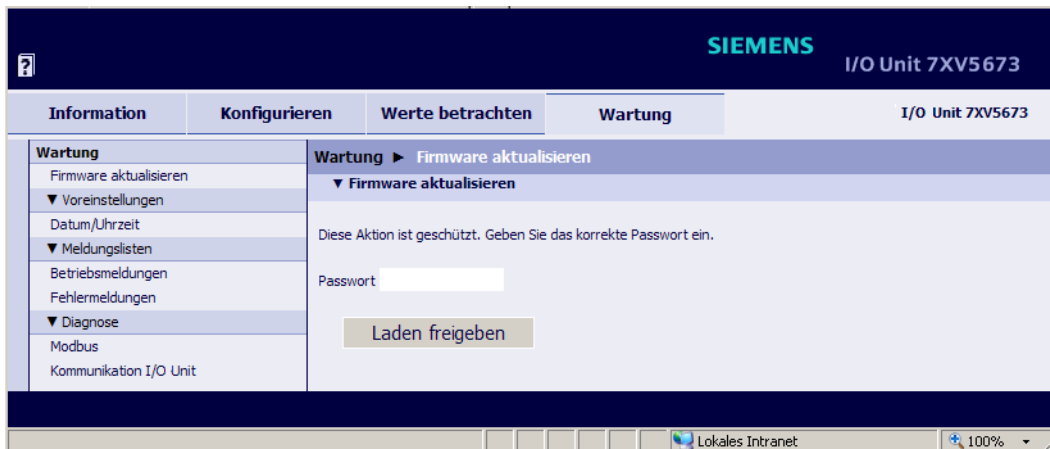 SIEMENS
I/O Unit 7XV5673
?
Information Konfigurieren Werte betrachten Wartung I/O Unit 7XV5673
Wartung
Firmware aktualisieren
▼ Voreinstellungen
Datum/Uhrzeit
▼ Meldungslisten
Betriebsmeldungen
Fehlermeldungen
▼ Diagnose
Modbus
Kommunikation I/O Unit
Wartung ► Firmware aktualisieren
▼ Firmware aktualisieren
Diese Aktion ist geschützt. Geben Sie das korrekte Passwort ein.
Passwort
Laden freigeben
Lokales Intranet
100%